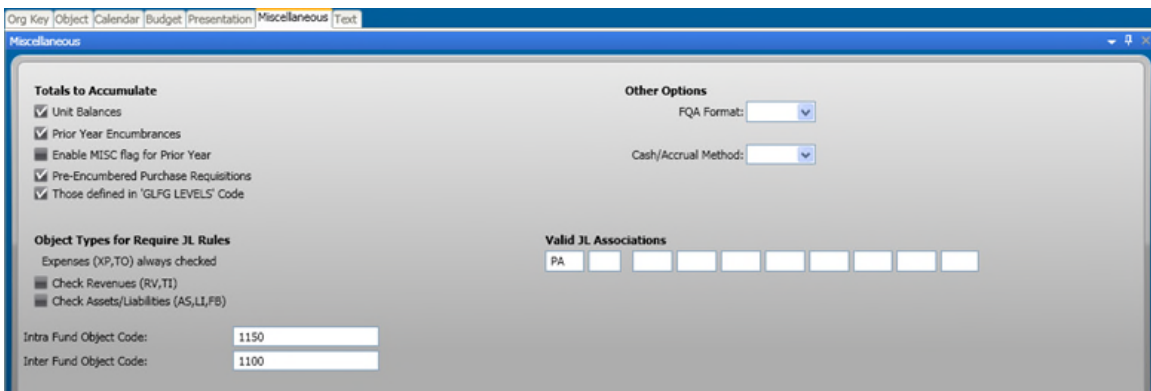 Org Key Object Calendar Budget Presentation Miscellaneous Text
Miscellaneous
Totals to Accumulate
Unit Balances
Prior Year Encumbrances
Enable MISC flag for Prior Year
Pre-Encumbered Purchase Requisitions
Those defined in 'GLFG LEVELS' Code
Other Options
FQA Format:
Cash/Accrual Method:
Object Types for Require JL Rules
Expenses (XP,TO) always checked
Check Revenues (RV,TI)
Check Assets/Liabilities (AS,LI,FB)
Valid JL Associations
PA
Intra Fund Object Code: 1150
Inter Fund Object Code: 1100